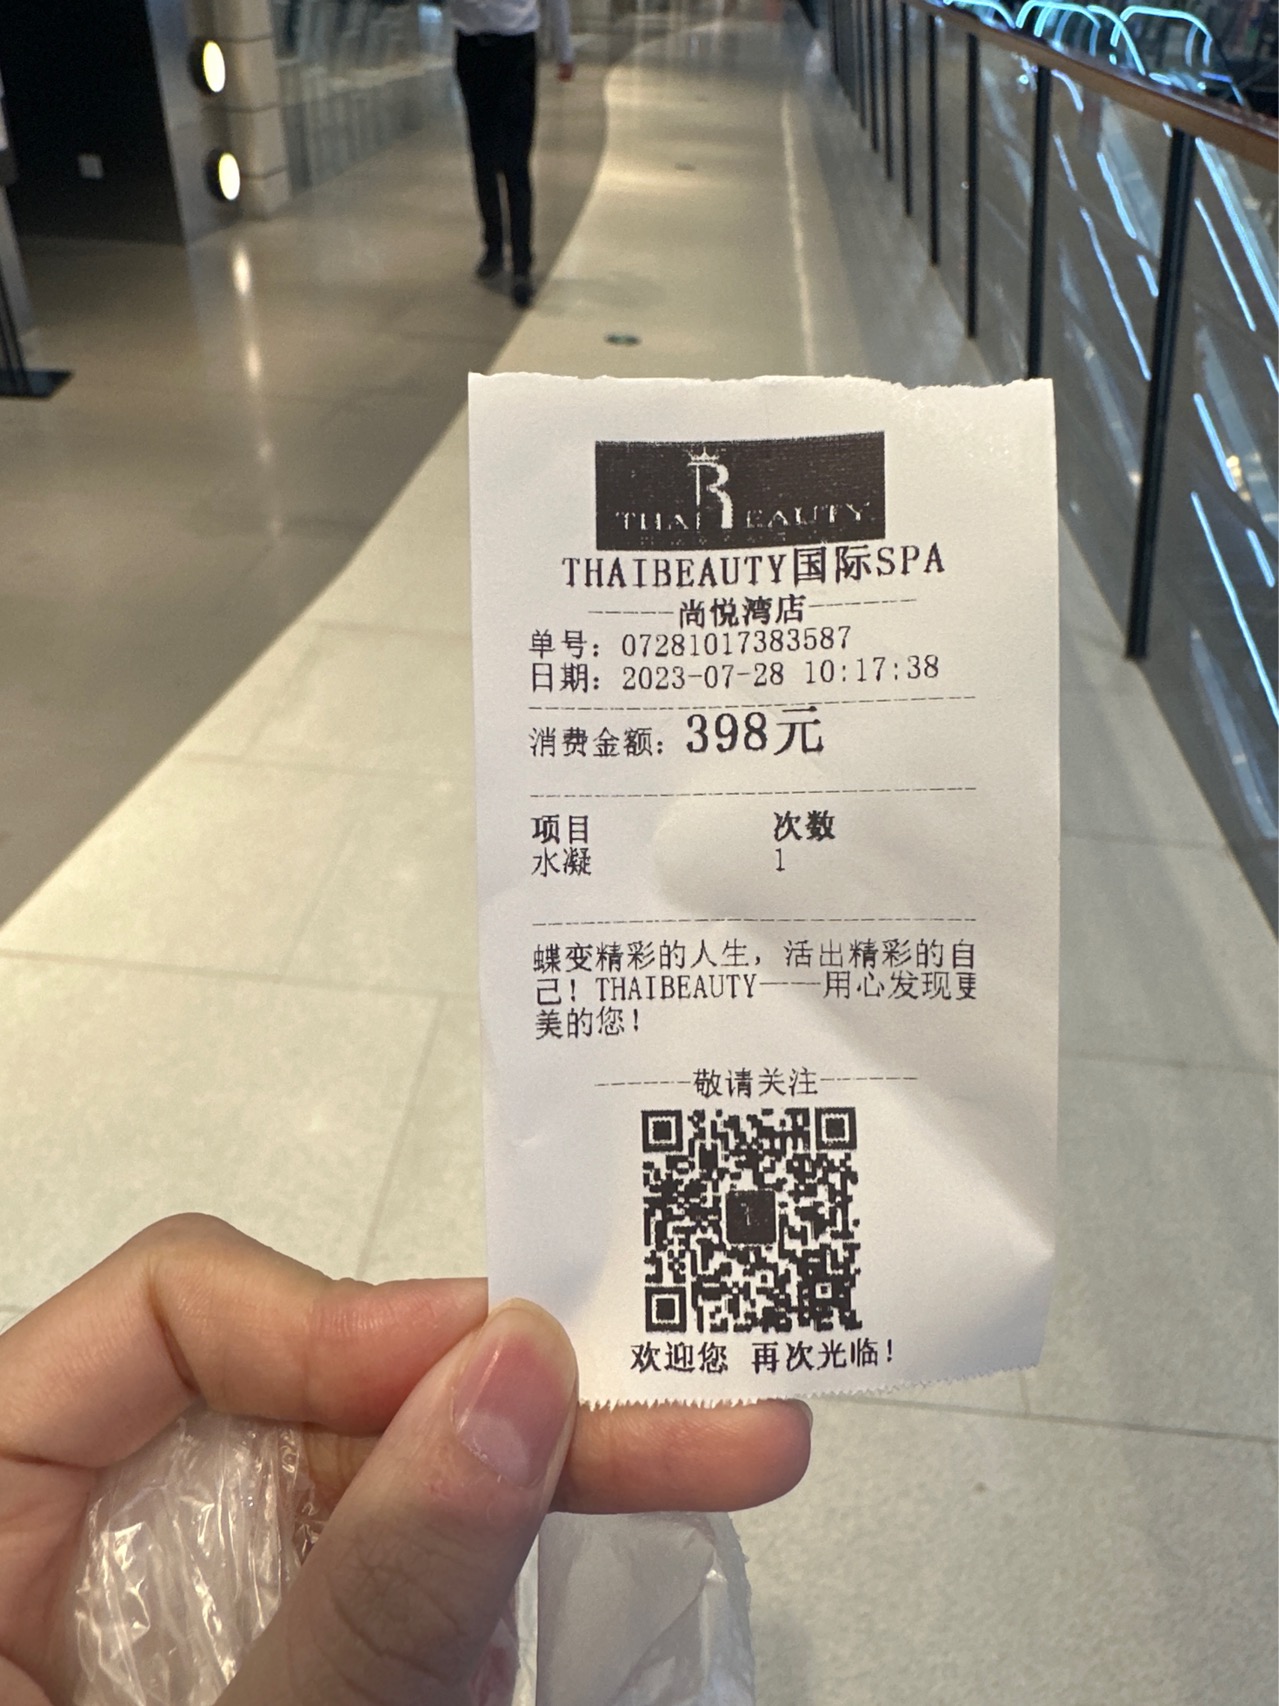 THAI BEAUTY
THAIBEAUTY国际SPA
------尚悦湾店------
单号：07281017383587
日期：2023-07-28 10:17:38
消费金额：398元
项目 次数
水凝 1
蝶变精彩的人生，活出精彩的自
己！THAIBEAUTY——用心发现更
美的您！
------敬请关注------
欢迎您 再次光临！